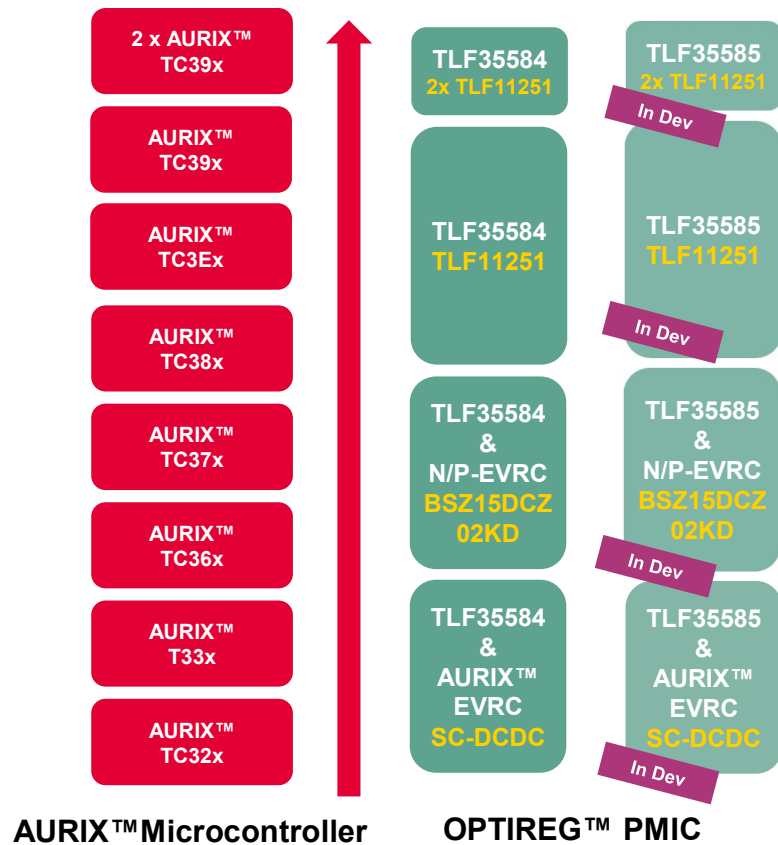 2 x AURIX™
TC39x
AURIX™
TC39x
AURIX™
TC3Ex
AURIX™
TC38x
AURIX™
TC37x
AURIX™
TC36x
AURIX™
T33x
AURIX™
TC32x
AURIX™Microcontroller
TLF35584
2x TLF11251
TLF35584
TLF11251
TLF35584
&
N/P-EVRC
BSZ15DCZ
02KD
TLF35584
&
AURIX™
EVRC
SC-DCDC
TLF35585
2x TLF11251
In Dev
TLF35585
TLF11251
In Dev
TLF35585
&
N/P-EVRC
BSZ15DCZ
02KD
In Dev
TLF35585
&
AURIX™
EVRC
SC-DCDC
In Dev
OPTIREG™ PMIC